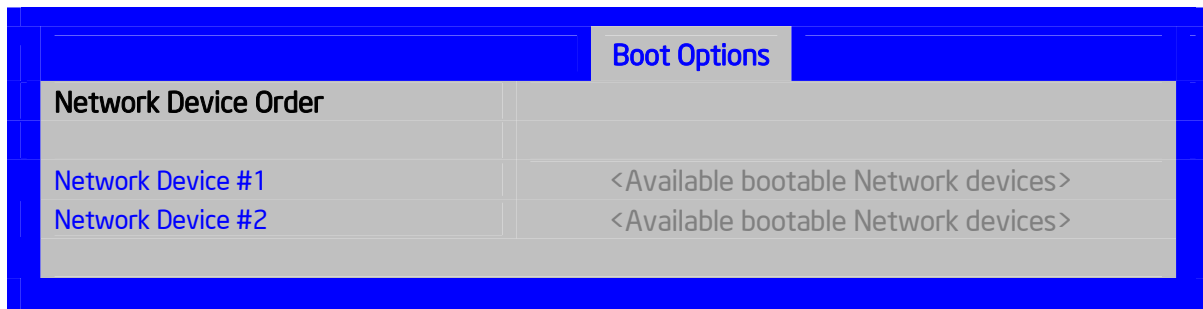 Boot Options
Network Device Order
Network Device #1 <Available bootable Network devices>
Network Device #2 <Available bootable Network devices>